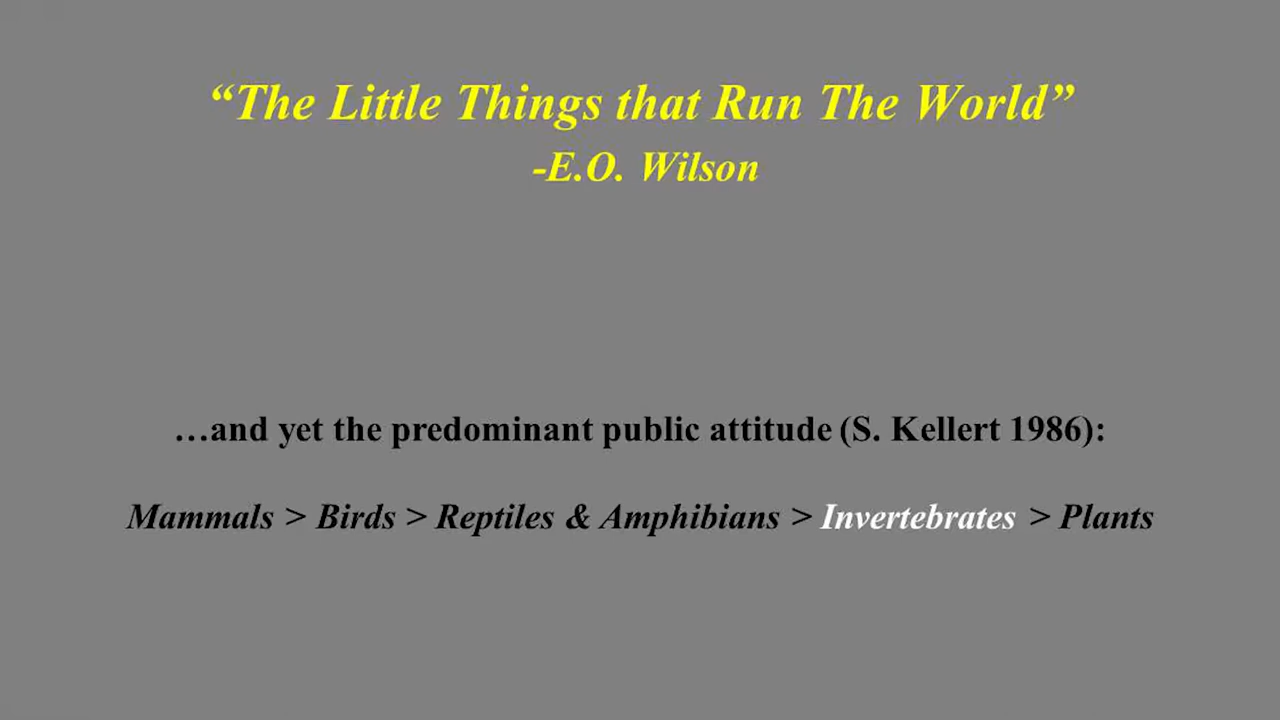 “The Little Things that Run The World”
-E.O. Wilson
…and yet the predominant public attitude (S. Kellert 1986):
Mammals > Birds > Reptiles & Amphibians > Invertebrates > Plants